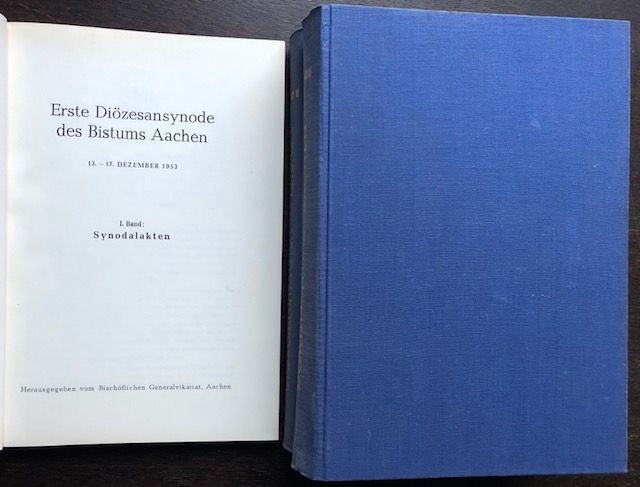 Erste Diözesansynode
des Bistums Aachen
13. — 17. DEZEMBER 1953
I. Band:
Synodalakten
Herausgegeben vom Bischöflichen Generalvikariat, Aachen